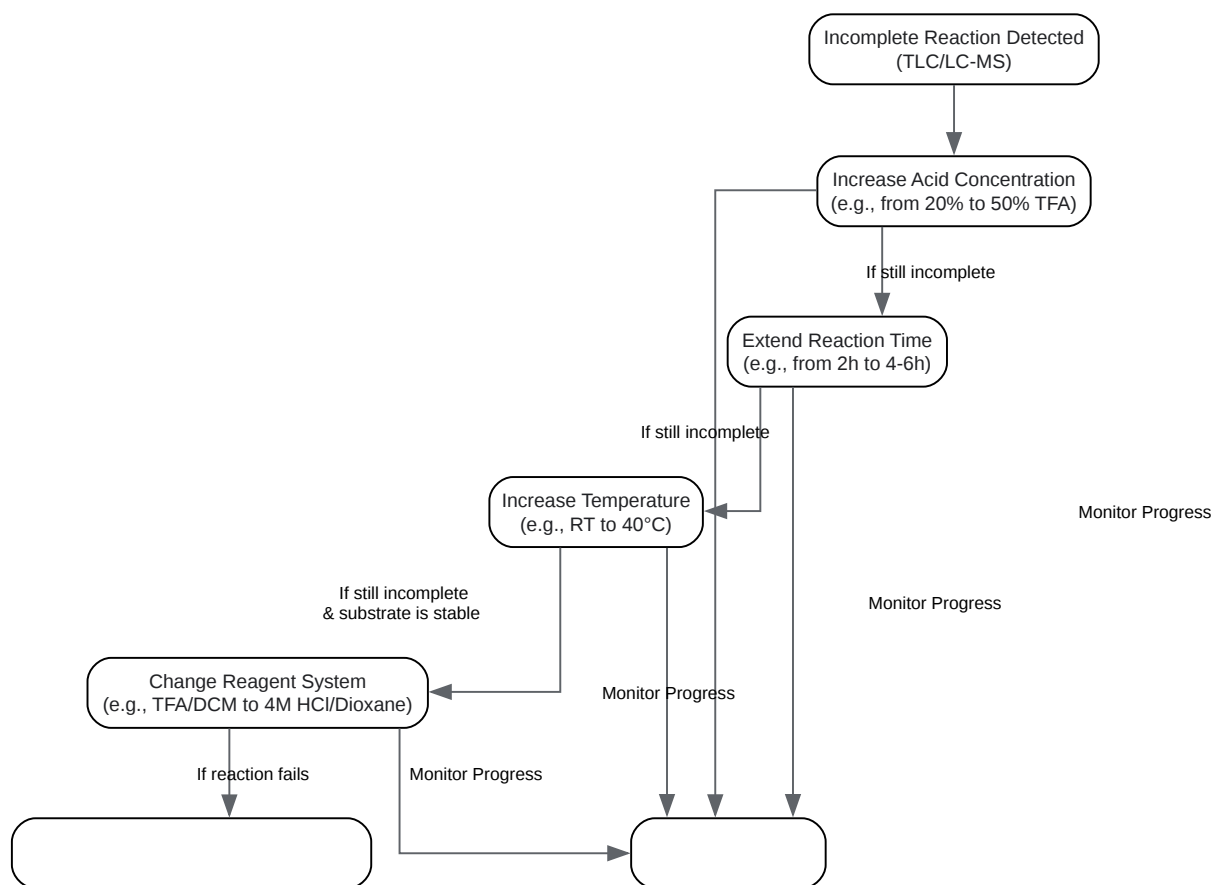 Incomplete Reaction Detected
(TLC/LC-MS)
Increase Acid Concentration
(e.g., from 20% to 50% TFA)
If still incomplete
Extend Reaction Time
(e.g., from 2h to 4-6h)
If still incomplete
Increase Temperature
(e.g., RT to 40°C)
Monitor Progress
If still incomplete
& substrate is stable
Monitor Progress
Change Reagent System
(e.g., TFA/DCM to 4M HCl/Dioxane)
Monitor Progress
If reaction fails
Monitor Progress